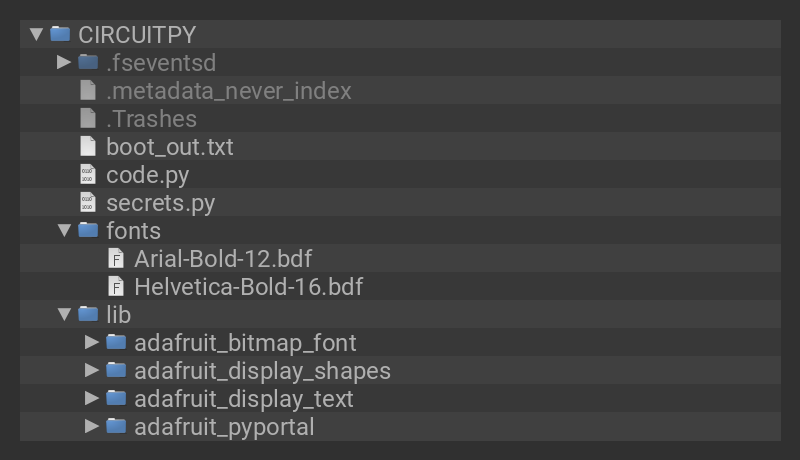 CIRCUITPY
.fseventsd
.metadata_never_index
.Trashes
boot_out.txt
code.py
secrets.py
fonts
Arial-Bold-12.bdf
Helvetica-Bold-16.bdf
lib
adafruit_bitmap_font
adafruit_display_shapes
adafruit_display_text
adafruit_pyportal